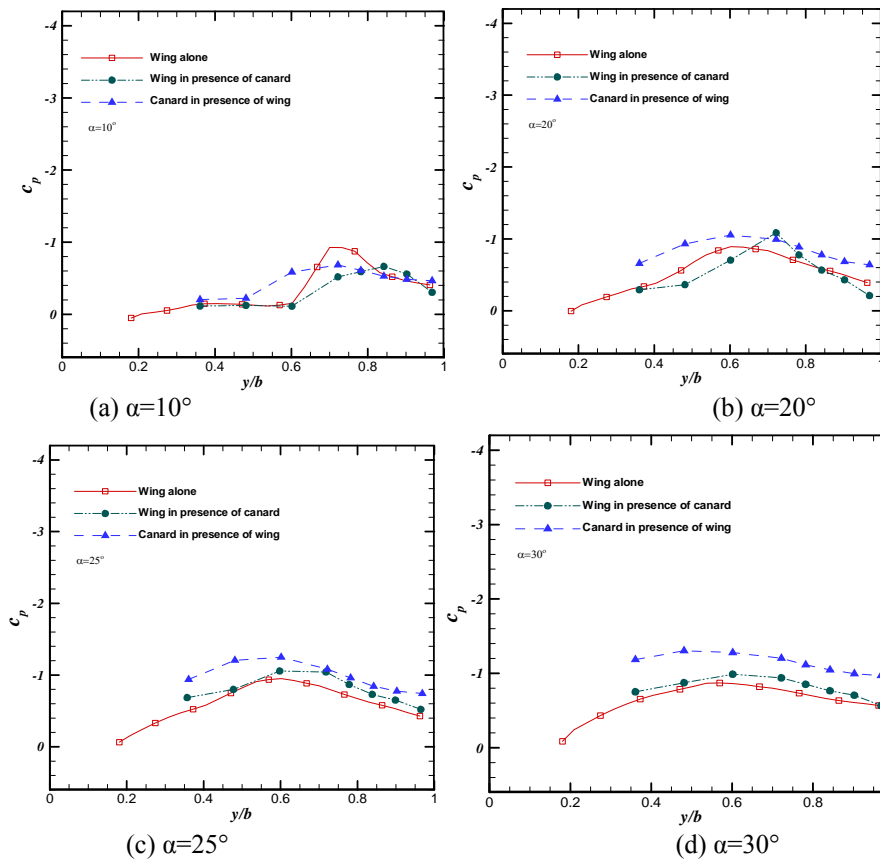 -4
-3
-2
-1
0
c_p
Wing alone
Wing in presence of canard
Canard in presence of wing
α=10°
0 0.2 0.4 0.6 0.8 1
y/b
(a) α=10°
-4
-3
-2
-1
0
c_p
Wing alone
Wing in presence of canard
Canard in presence of wing
α=20°
0 0.2 0.4 0.6 0.8 1
y/b
(b) α=20°
-4
-3
-2
-1
0
c_p
Wing alone
Wing in presence of canard
Canard in presence of wing
α=25°
0 0.2 0.4 0.6 0.8 1
y/b
(c) α=25°
-4
-3
-2
-1
0
c_p
Wing alone
Wing in presence of canard
Canard in presence of wing
α=30°
0 0.2 0.4 0.6 0.8
y/b
(d) α=30°